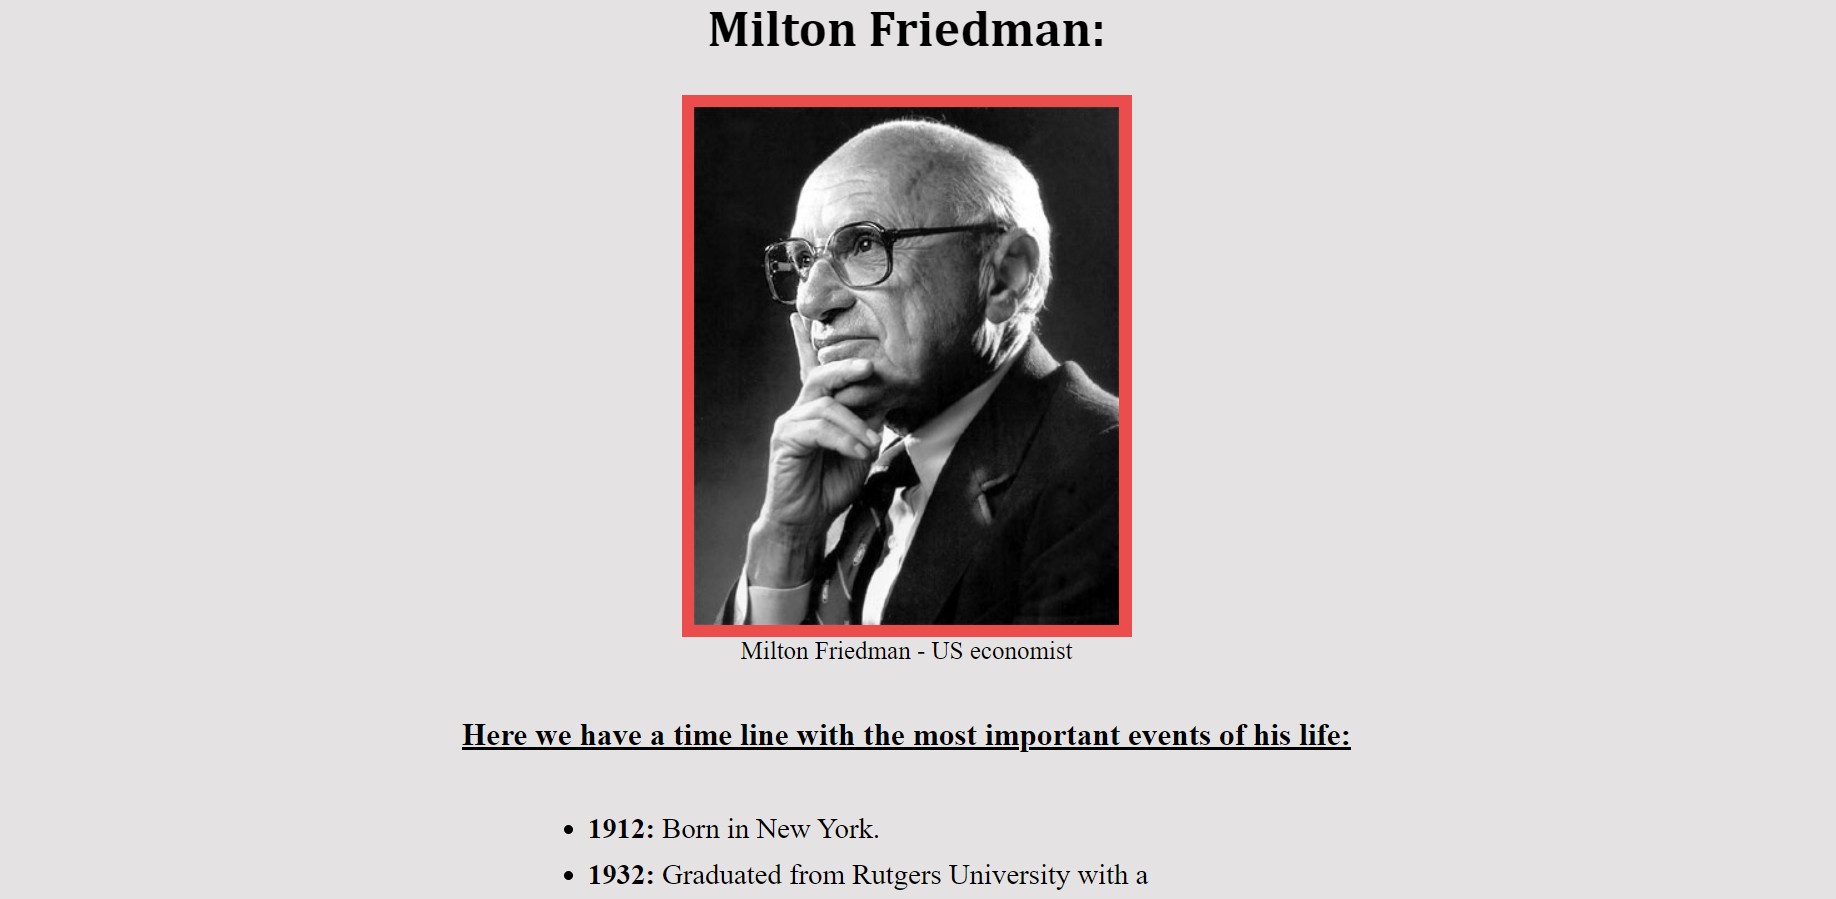 Milton Friedman:
Milton Friedman - US economist
Here we have a time line with the most important events of his life:
• 1912: Born in New York.
• 1932: Graduated from Rutgers University with a